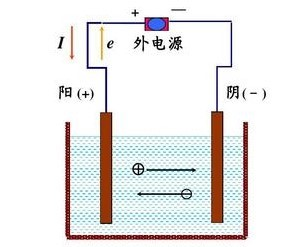 + —
I e 外电源
阳(+) 阴(-)
⊕
⊖